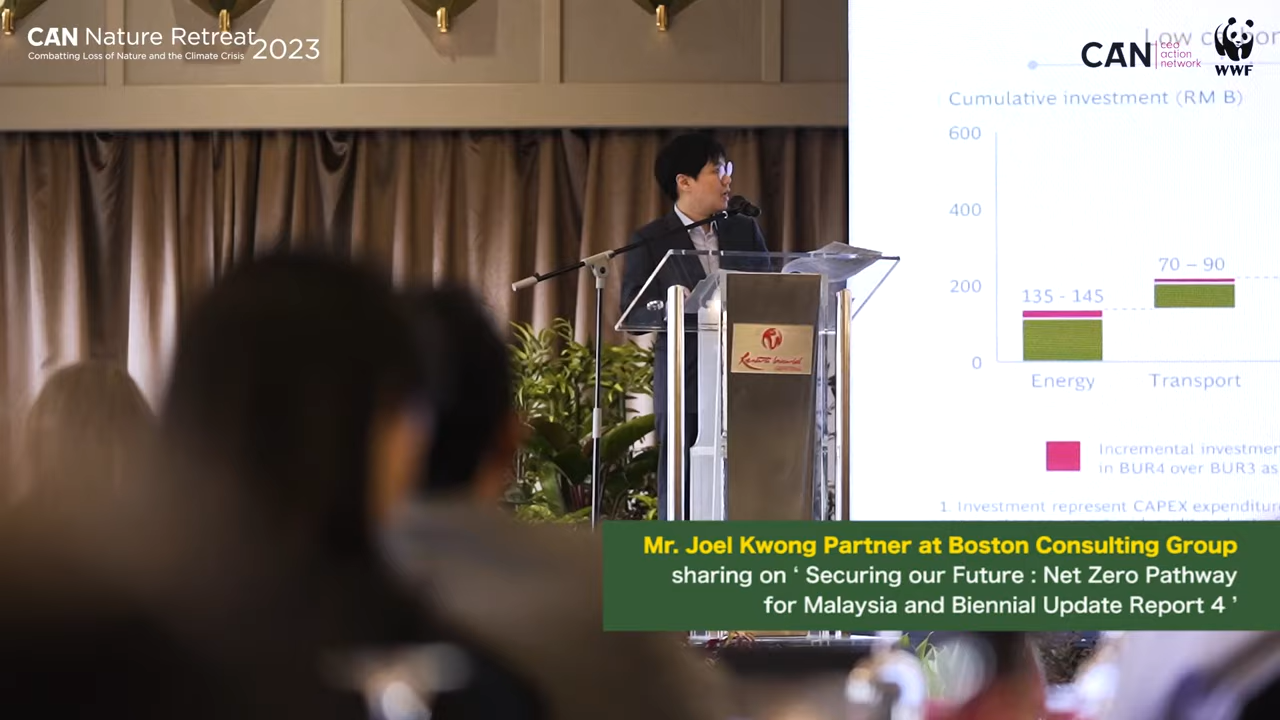 CAN Nature Retreat 2023
Combatting Loss of Nature and the Climate Crisis
CAN ceo action network
WWF
Low carbon
Cumulative investment (RM B)
600
400
200
0
135 - 145
70 – 90
Energy
Transport
Incremental
in BUR4 over BUR3 as
1. Investment represent CAPEX
Mr. Joel Kwong Partner at Boston Consulting Group
sharing on ‘ Securing our Future : Net Zero Pathway
for Malaysia and Biennial Update Report 4 ’